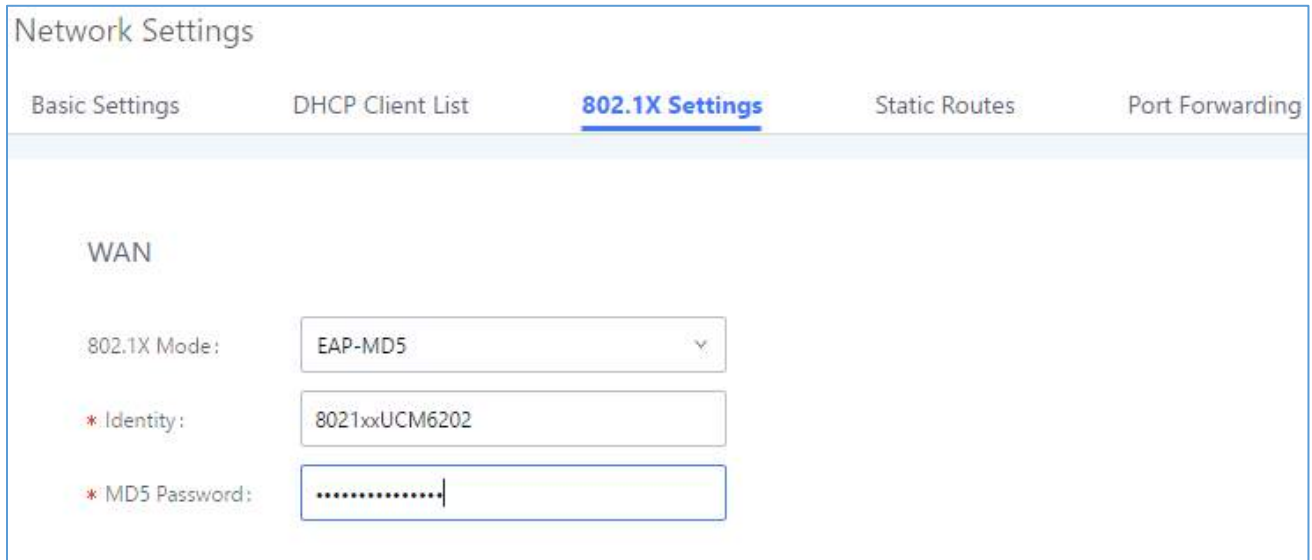 Network Settings
Basic Settings DHCP Client List 802.1X Settings Static Routes Port Forwarding
WAN
802.1X Mode: EAP-MD5
* Identity: 8021xxUCM6202
* MD5 Password: •••••••••••••••